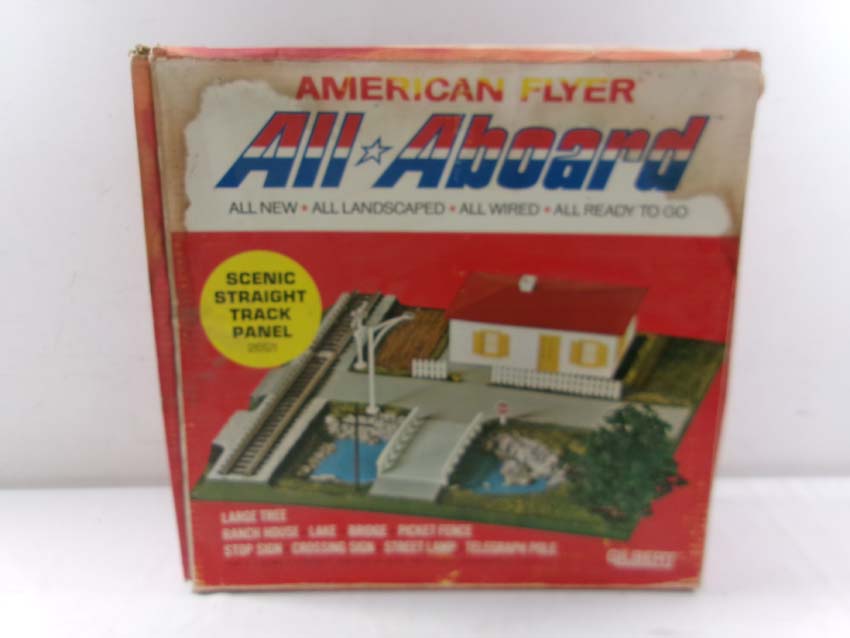 AMERICAN FLYER
All ☆ Aboard
ALL NEW • ALL LANDSCAPED • ALL WIRED • ALL READY TO GO
SCENIC
STRAIGHT
TRACK
PANEL
LARGE TREE
RANCH HOUSE LAKE BRIDGE PICKET FENCE
STOP SIGN CROSSING SIGN STREET LAMP TELEGRAPH POLE
GILBERT